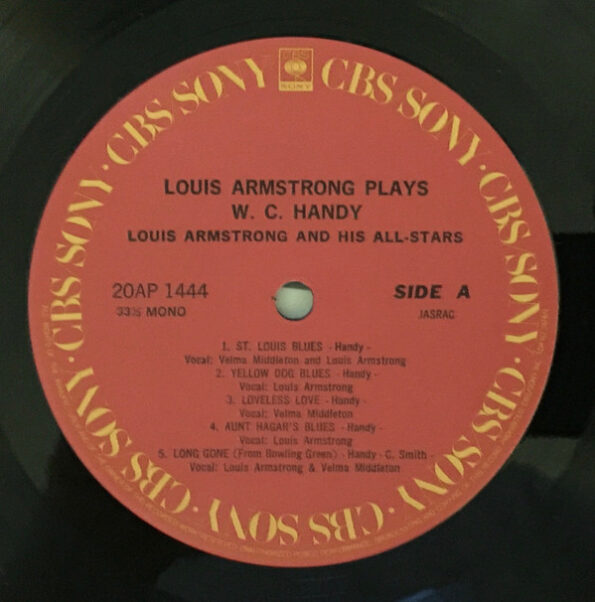 CBS SONY · CBS SONY · CBS SONY · CBS SONY · CBS SONY · CBS SONY · CBS SONY · CBS SONY
SONY
LOUIS ARMSTRONG PLAYS
W. C. HANDY
LOUIS ARMSTRONG AND HIS ALL-STARS
20AP 1444
SIDE A
33⅓ MONO
JASRAC
1. ST. LOUIS BLUES - Handy -
Vocal: Velma Middleton and Louis Armstrong
2. YELLOW DOG BLUES - Handy -
Vocal: Louis Armstrong
3. LOVELESS LOVE - Handy -
Vocal: Velma Middleton
4. AUNT HAGAR'S BLUES - Handy -
Vocal: Louis Armstrong
5. LONG GONE (From Bowling Green) - Handy - C. Smith -
Vocal: Louis Armstrong & Velma Middleton